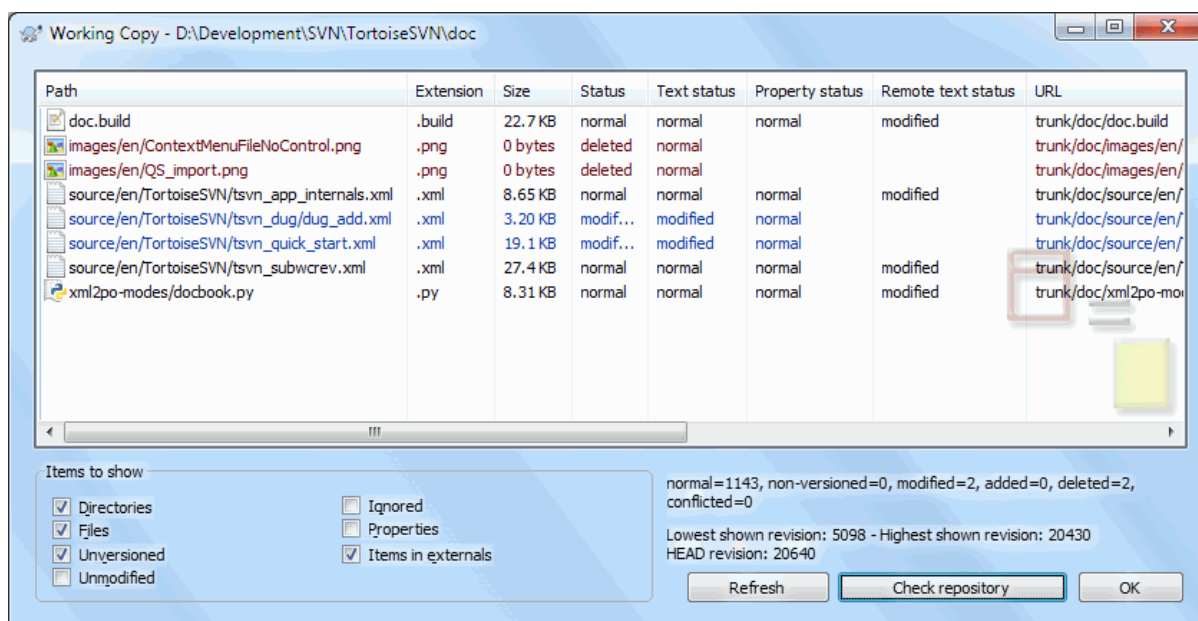 Working Copy - D:\Development\SVN\TortoiseSVN\doc
Path Extension Size Status Text status Property status Remote text status URL
doc.build .build 22.7 KB normal normal normal modified trunk/doc/doc.build
images/en/ContextMenuFileNoControl.png .png 0 bytes deleted normal trunk/doc/images/en/
images/en/QS_import.png .png 0 bytes deleted normal trunk/doc/images/en/
source/en/TortoiseSVN/tsvn_app_internals.xml .xml 8.65 KB normal normal normal modified trunk/doc/source/en/
source/en/TortoiseSVN/tsvn_dug/dug_add.xml .xml 3.20 KB modif... modified normal trunk/doc/source/en/
source/en/TortoiseSVN/tsvn_quick_start.xml .xml 19.1 KB modif... modified normal trunk/doc/source/en/
source/en/TortoiseSVN/tsvn_subwcrev.xml .xml 27.4 KB normal normal normal modified trunk/doc/source/en/
xml2po-modes/docbook.py .py 8.31 KB normal normal normal modified trunk/doc/xml2po-mo
Items to show
Directories Ignored
Files Properties
Unversioned Items in externals
Unmodified
normal=1143, non-versioned=0, modified=2, added=0, deleted=2,
conflicted=0
Lowest shown revision: 5098 - Highest shown revision: 20430
HEAD revision: 20640
Refresh Check repository OK